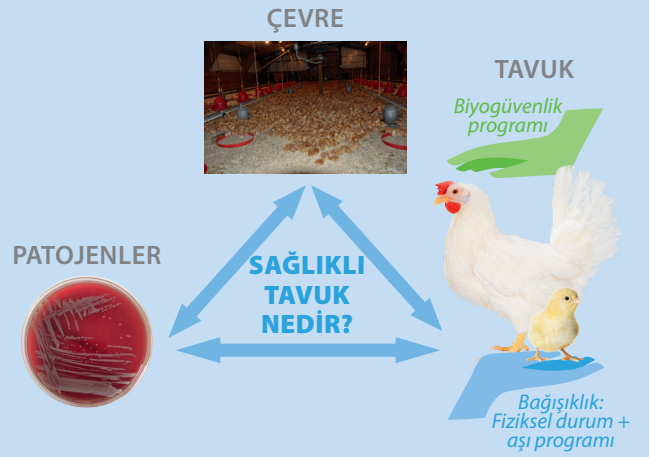 ÇEVRE
TAVUK
Biyogüvenlik
programı
PATOJENLER
SAĞLIKLI
TAVUK
NEDİR?
Bağışıklık:
Fiziksel durum +
aşı programı